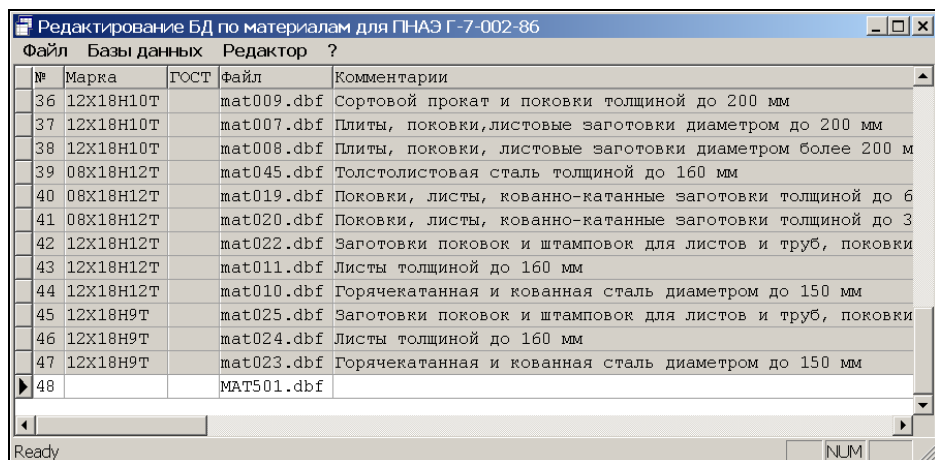 Редактирование БД по материалам для ПНАЭ Г-7-002-86
Файл Базы данных Редактор ?
№ Марка ГОСТ Файл Комментарии
36 12Х18Н10Т mat009.dbf Сортовой прокат и поковки толщиной до 200 мм
37 12Х18Н10Т mat007.dbf Плиты, поковки,листовые заготовки диаметром до 200 мм
38 12Х18Н10Т mat008.dbf Плиты, поковки, листовые заготовки диаметром более 200 м
39 08Х18Н12Т mat045.dbf Толстолистовая сталь толщиной до 160 мм
40 08Х18Н12Т mat019.dbf Поковки, листы, кованно-катанные заготовки толщиной до 6
41 08Х18Н12Т mat020.dbf Поковки, листы, кованно-катанные заготовки толщиной до 3
42 12Х18Н12Т mat022.dbf Заготовки поковок и штамповок для листов и труб, поковки
43 12Х18Н12Т mat011.dbf Листы толщиной до 160 мм
44 12Х18Н12Т mat010.dbf Горячекатанная и кованная сталь диаметром до 150 мм
45 12Х18Н9Т mat025.dbf Заготовки поковок и штамповок для листов и труб, поковки
46 12Х18Н9Т mat024.dbf Листы толщиной до 160 мм
47 12Х18Н9Т mat023.dbf Горячекатанная и кованная сталь диаметром до 150 мм
48 MAT501.dbf
Ready NUM